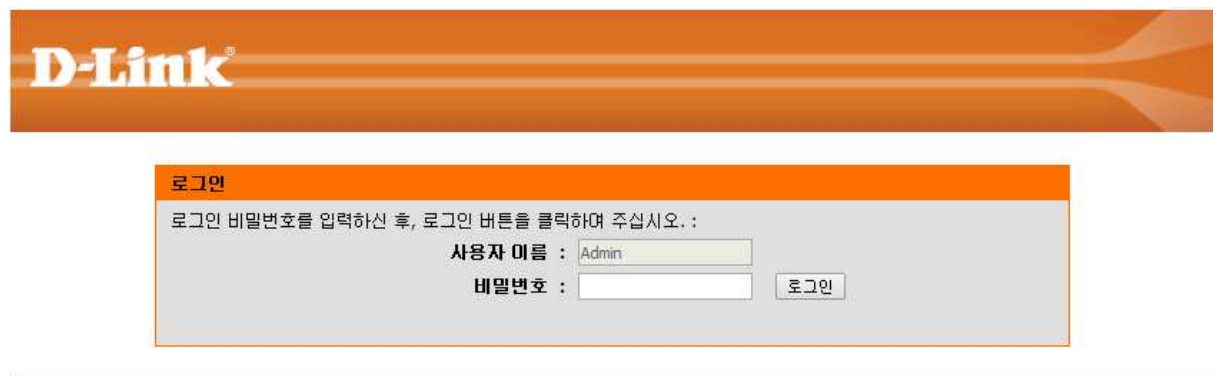 D-Link®
로그인
로그인 비밀번호를 입력하신 후, 로그인 버튼을 클릭하여 주십시오. :
사용자 이름 : Admin
비밀번호 : 로그인